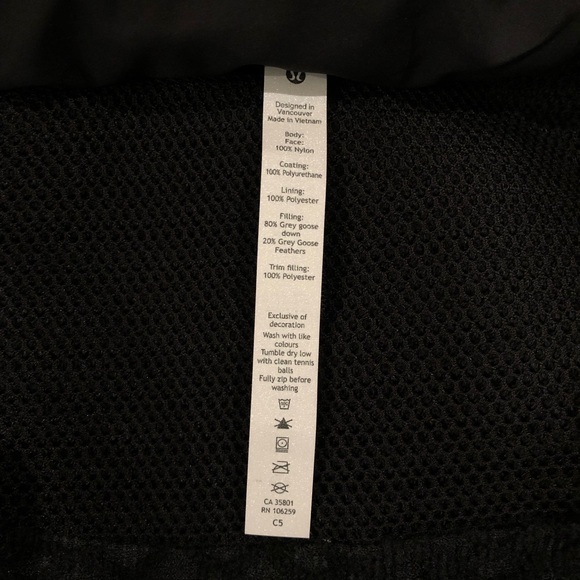 Designed in
Vancouver
Made in Vietnam
Body:
Face:
100% Nylon
Coating:
100% Polyurethane
Lining:
100% Polyester
Filling:
80% Grey goose
down
20% Grey Goose
Feathers
Trim filling:
100% Polyester
Exclusive of
decoration
Wash with like
colours
Tumble dry low
with clean tennis
balls
Fully zip before
washing
CA 35801
RN 106259
C5